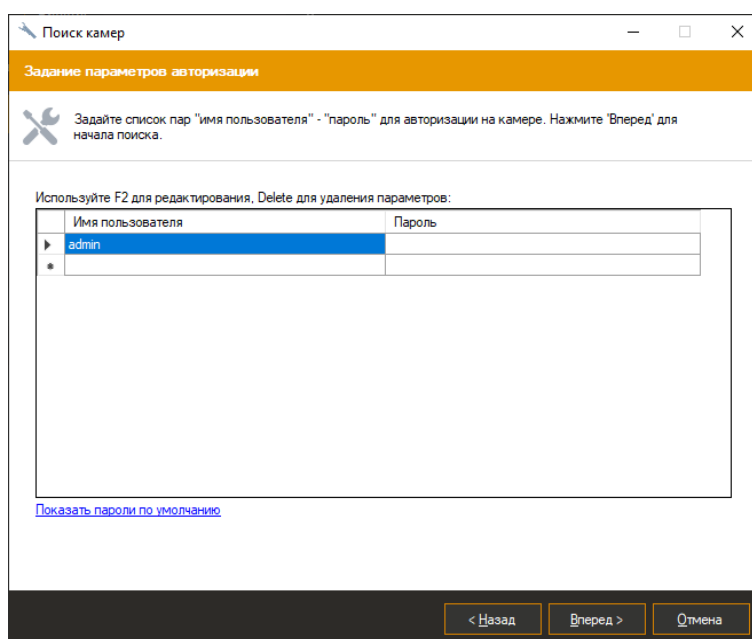 Поиск камер
Задание параметров авторизации
Задайте список пар "имя пользователя" - "пароль" для авторизации на камере. Нажмите 'Вперед' для
начала поиска.
Используйте F2 для редактирования, Delete для удаления параметров:
Имя пользователя Пароль
admin
Показать пароли по умолчанию
< Назад Вперед > Отмена